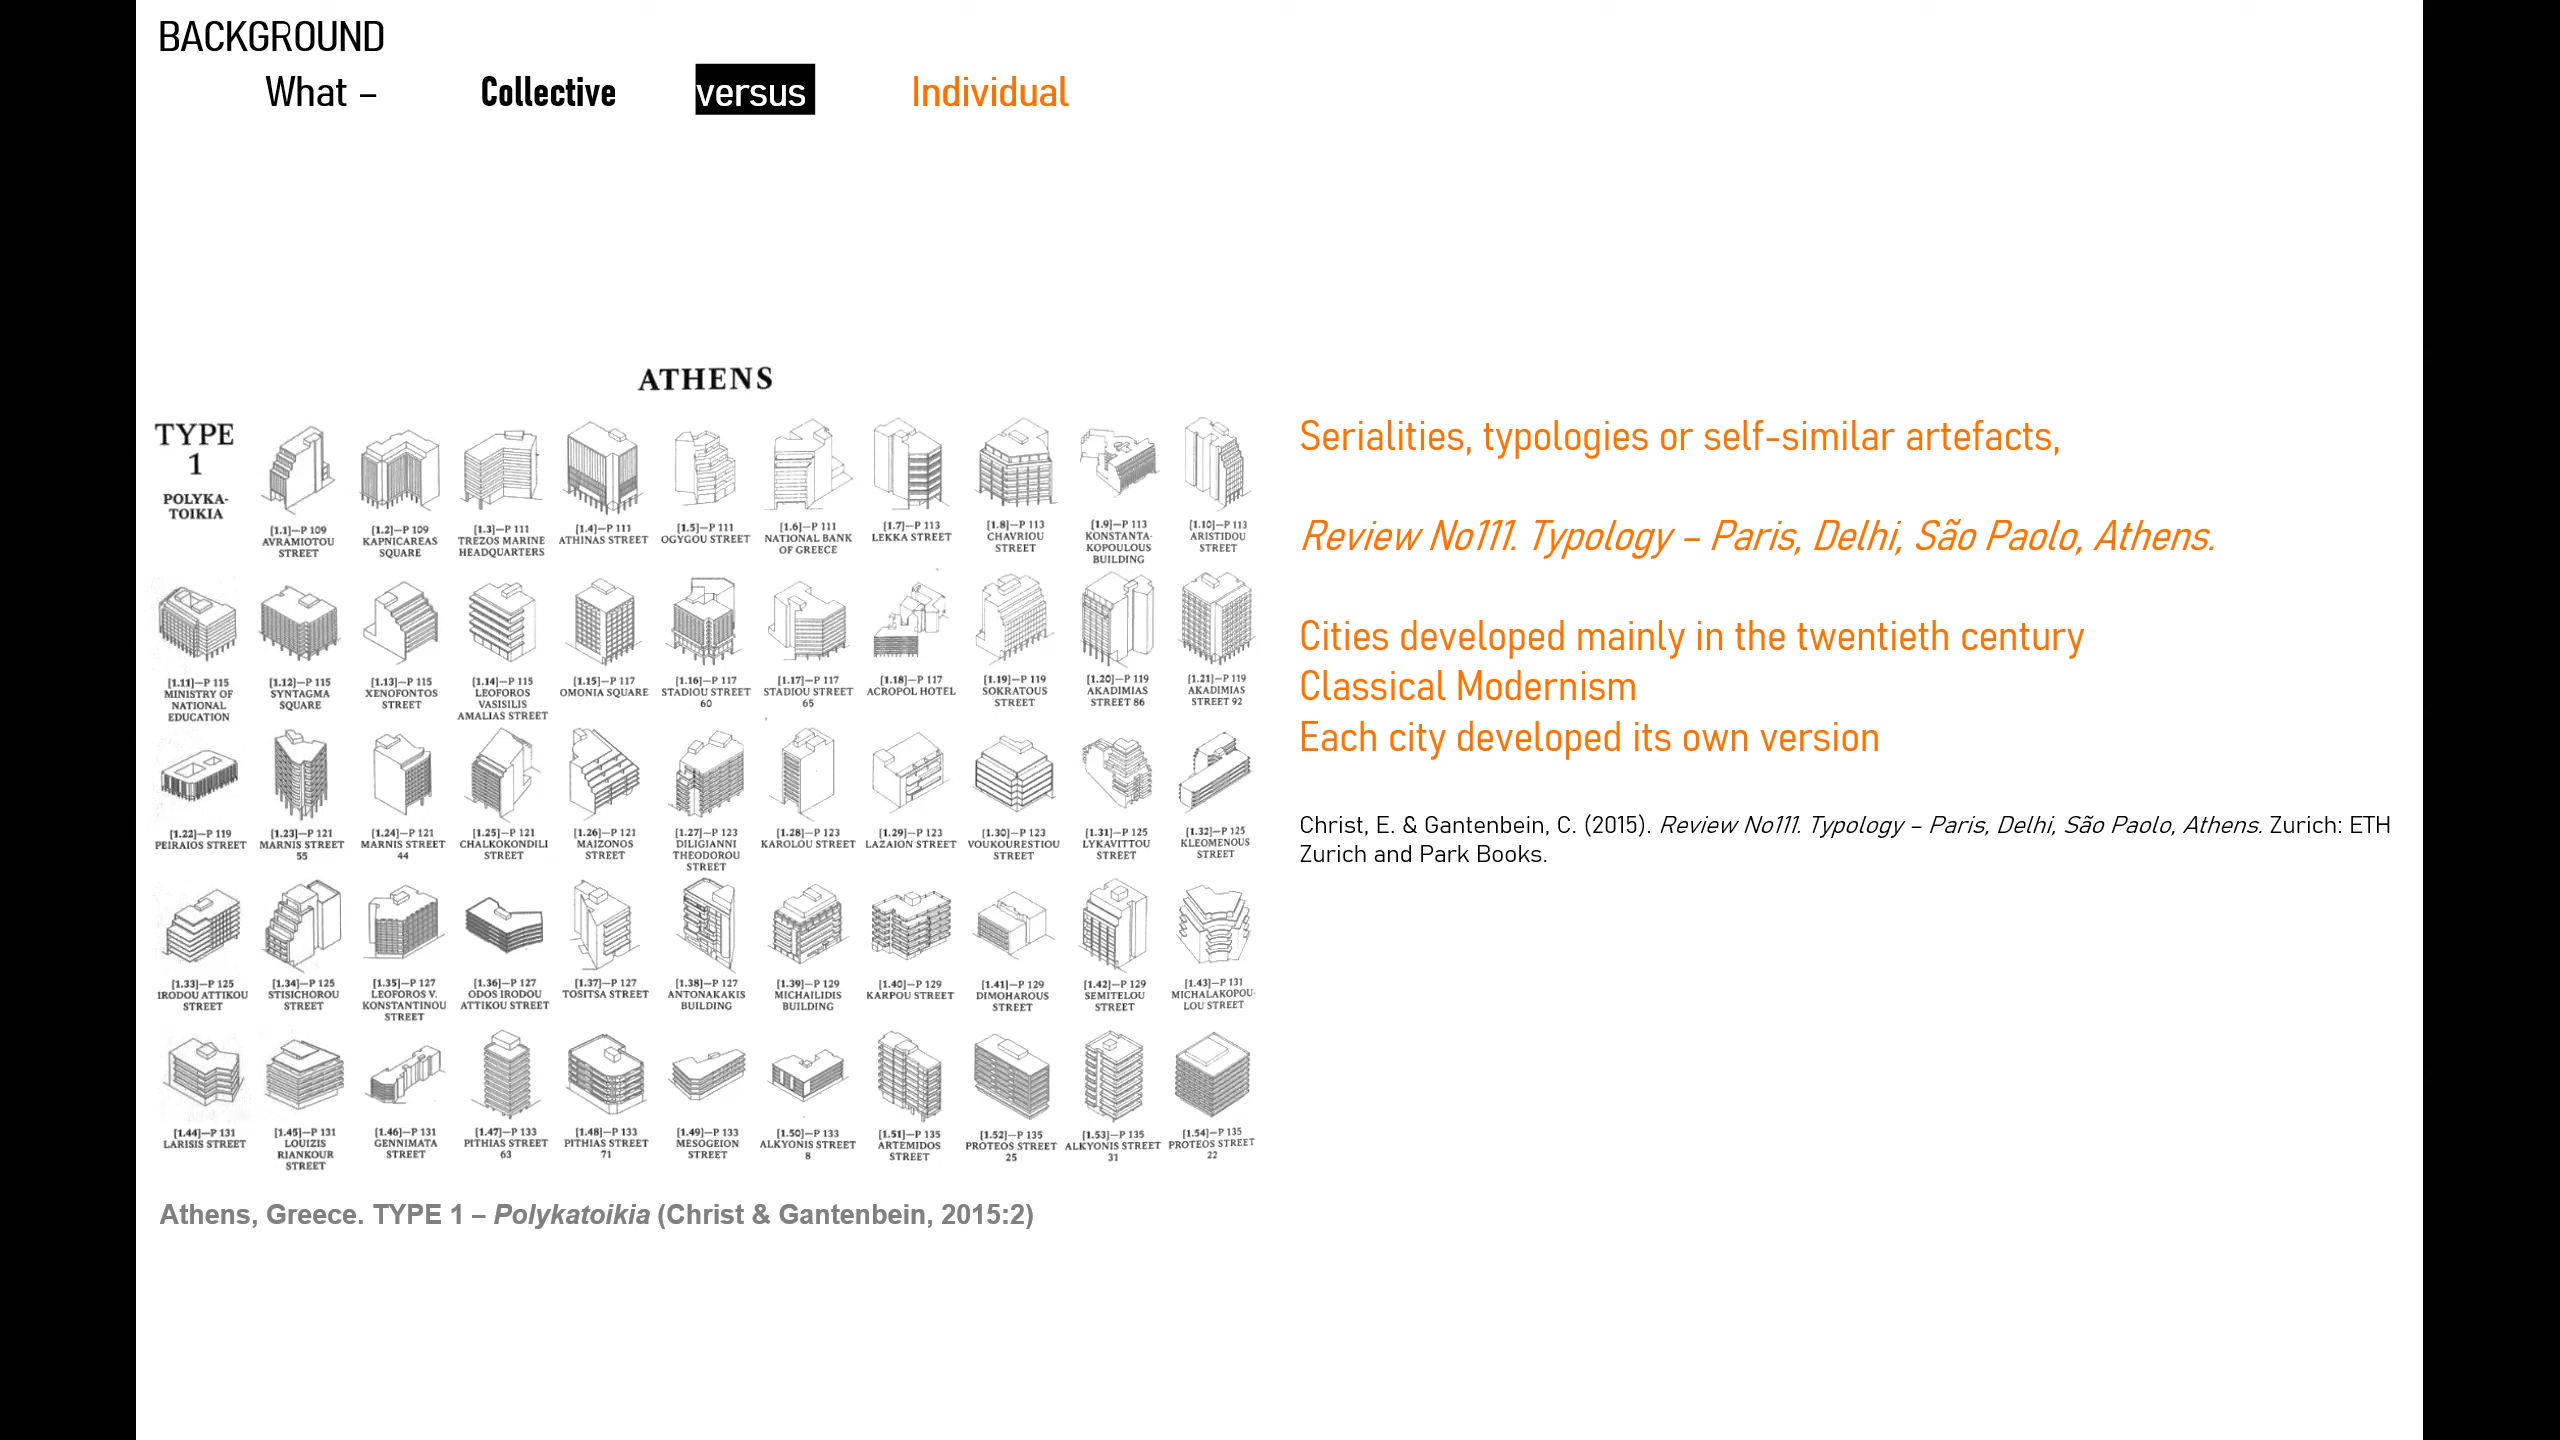 BACKGROUND
What – Collective versus Individual
ATHENS
TYPE
1
POLYKA-
TOIKIA
[1.1]—P 109
AVRAMIOTOU
STREET
[1.2]—P 109
KAPNICAREAS
SQUARE
[1.3]—P 111
TREZOS MARINE
HEADQUARTERS
[1.4]—P 111
ATHINAS STREET
[1.5]—P 111
OGYGOU STREET
[1.6]—P 111
NATIONAL BANK
OF GREECE
[1.7]—P 113
LEKKA STREET
[1.8]—P 113
CHAVRIOU
STREET
[1.9]—P 113
KONSTANTA-
KOPOULOUS
BUILDING
[1.10]—P 113
ARISTIDOU
STREET
[1.11]—P 115
MINISTRY OF
NATIONAL
EDUCATION
[1.12]—P 115
SYNTAGMA
SQUARE
[1.13]—P 115
XENOFONTOS
STREET
[1.14]—P 115
LEOFOROS
VASISILIS
AMALIAS STREET
[1.15]—P 117
OMONIA SQUARE
[1.16]—P 117
STADIOU STREET
60
[1.17]—P 117
STADIOU STREET
65
[1.18]—P 117
ACROPOL HOTEL
[1.19]—P 119
SOKRATOUS
STREET
[1.20]—P 119
AKADIMIAS
STREET 86
[1.21]—P 119
AKADIMIAS
STREET 92
[1.22]—P 119
PEIRAIOS STREET
[1.23]—P 121
MARNIS STREET
55
[1.24]—P 121
MARNIS STREET
44
[1.25]—P 121
CHALKOKONDILI
STREET
[1.26]—P 121
MAIZONOS
STREET
[1.27]—P 123
DILIGIANNI
THEODOROU
STREET
[1.28]—P 123
KAROLOU STREET
[1.29]—P 123
LAZAION STREET
[1.30]—P 123
VOUKOURESTIOU
STREET
[1.31]—P 125
LYKAVITTOU
STREET
[1.32]—P 125
KLEOMENOUS
STREET
[1.33]—P 125
IRODOU ATTIKOU
STREET
[1.34]—P 125
STISICHOROU
STREET
[1.35]—P 127
LEOFOROS V.
KONSTANTINOU
STREET
[1.36]—P 127
ODOS IRODOU
ATTIKOU STREET
[1.37]—P 127
TOSITSA STREET
[1.38]—P 127
ANTONAKAKIS
BUILDING
[1.39]—P 129
MICHAILIDIS
BUILDING
[1.40]—P 129
KARPOU STREET
[1.41]—P 129
DIMOHAROUS
STREET
[1.42]—P 129
SEMITELOU
STREET
[1.43]—P 131
MICHALAKOPOU-
LOU STREET
[1.44]—P 131
LARISIS STREET
[1.45]—P 131
LOUIZIS
RIANKOUR
STREET
[1.46]—P 131
GENNIMATA
STREET
[1.47]—P 133
PITHIAS STREET
63
[1.48]—P 133
PITHIAS STREET
71
[1.49]—P 133
MESOGEION
STREET
[1.50]—P 133
ALKYONIS STREET
8
[1.51]—P 135
ARTEMIDOS
STREET
[1.52]—P 135
PROTEOS STREET
25
[1.53]—P 135
ALKYONIS STREET
31
[1.54]—P 135
PROTEOS STREET
22
Athens, Greece. TYPE 1 – Polykatoikia (Christ & Gantenbein, 2015:2)
Serialities, typologies or self-similar artefacts,
Review No111. Typology – Paris, Delhi, São Paolo, Athens.
Cities developed mainly in the twentieth century
Classical Modernism
Each city developed its own version
Christ, E. & Gantenbein, C. (2015). Review No111. Typology – Paris, Delhi, São Paolo, Athens. Zurich: ETH
Zurich and Park Books.